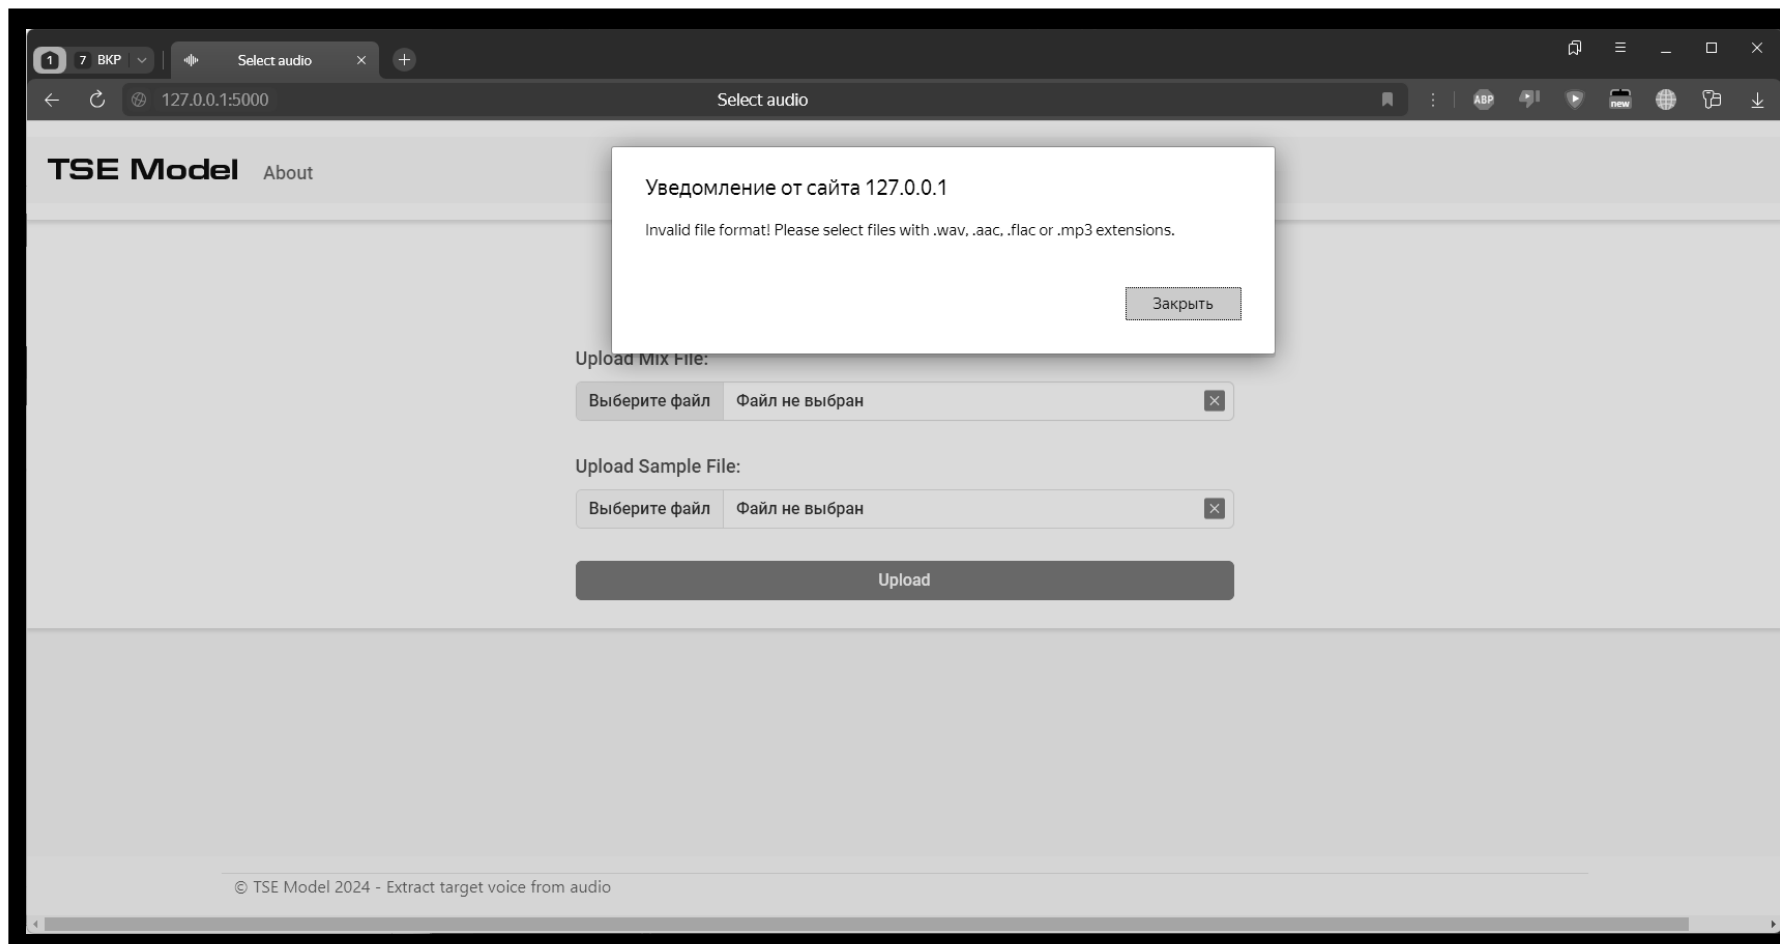 1 7 ВКР Select audio
127.0.0.1:5000 Select audio ABP new
TSE Model About
Уведомление от сайта 127.0.0.1
Invalid file format! Please select files with .wav, .aac, .flac or .mp3 extensions.
Закрыть
Upload Mix File:
Выберите файл Файл не выбран
Upload Sample File:
Выберите файл Файл не выбран
Upload
© TSE Model 2024 - Extract target voice from audio